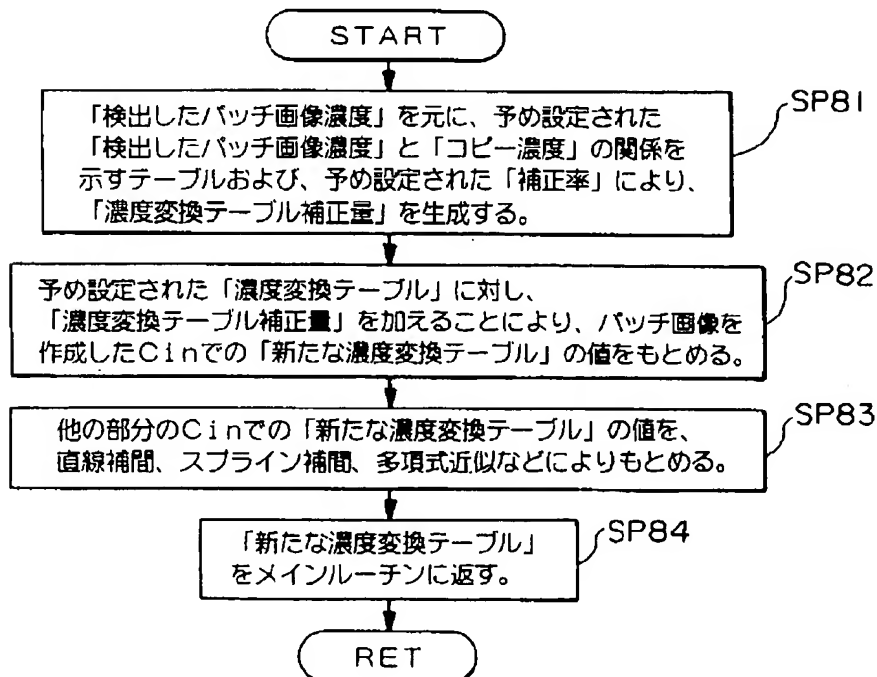 START
SP81
「検出したパッチ画像濃度」を元に、予め設定された
「検出したパッチ画像濃度」と「コピー濃度」の関係を
示すテーブルおよび、予め設定された「補正率」により、
「濃度変換テーブル補正量」を生成する。
SP82
予め設定された「濃度変換テーブル」に対し、
「濃度変換テーブル補正量」を加えることにより、パッチ画像を
作成したCinでの「新たな濃度変換テーブル」の値をもとめる。
SP83
他の部分のCinでの「新たな濃度変換テーブル」の値を、
直線補間、スプライン補間、多項式近似などによりもとめる。
SP84
「新たな濃度変換テーブル」
をメインルーチンに返す。
RET